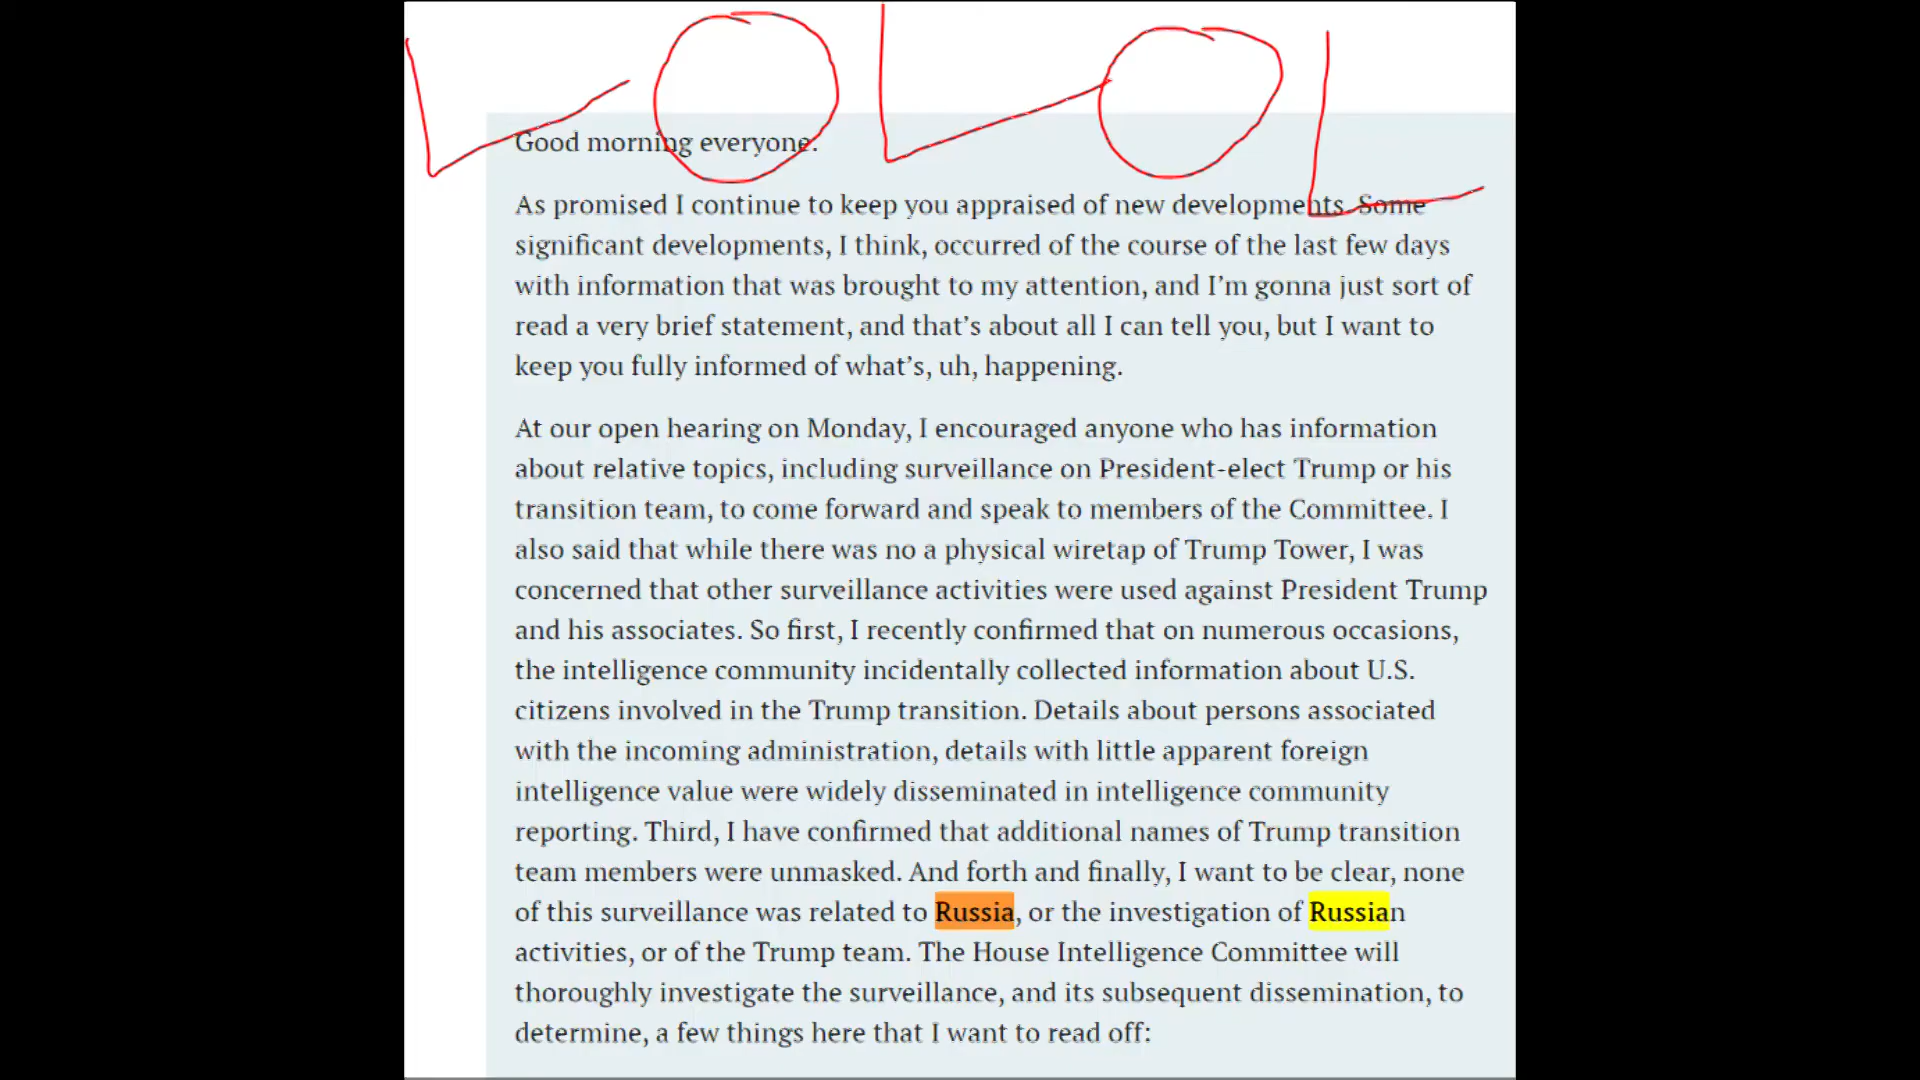 LOLOL
Good morning everyone.
As promised I continue to keep you appraised of new developments. Some
significant developments, I think, occurred of the course of the last few days
with information that was brought to my attention, and I'm gonna just sort of
read a very brief statement, and that's about all I can tell you, but I want to
keep you fully informed of what's, uh, happening.
At our open hearing on Monday, I encouraged anyone who has information
about relative topics, including surveillance on President-elect Trump or his
transition team, to come forward and speak to members of the Committee. I
also said that while there was no a physical wiretap of Trump Tower, I was
concerned that other surveillance activities were used against President Trump
and his associates. So first, I recently confirmed that on numerous occasions,
the intelligence community incidentally collected information about U.S.
citizens involved in the Trump transition. Details about persons associated
with the incoming administration, details with little apparent foreign
intelligence value were widely disseminated in intelligence community
reporting. Third, I have confirmed that additional names of Trump transition
team members were unmasked. And forth and finally, I want to be clear, none
of this surveillance was related to Russia, or the investigation of Russian
activities, or of the Trump team. The House Intelligence Committee will
thoroughly investigate the surveillance, and its subsequent dissemination, to
determine, a few things here that I want to read off: